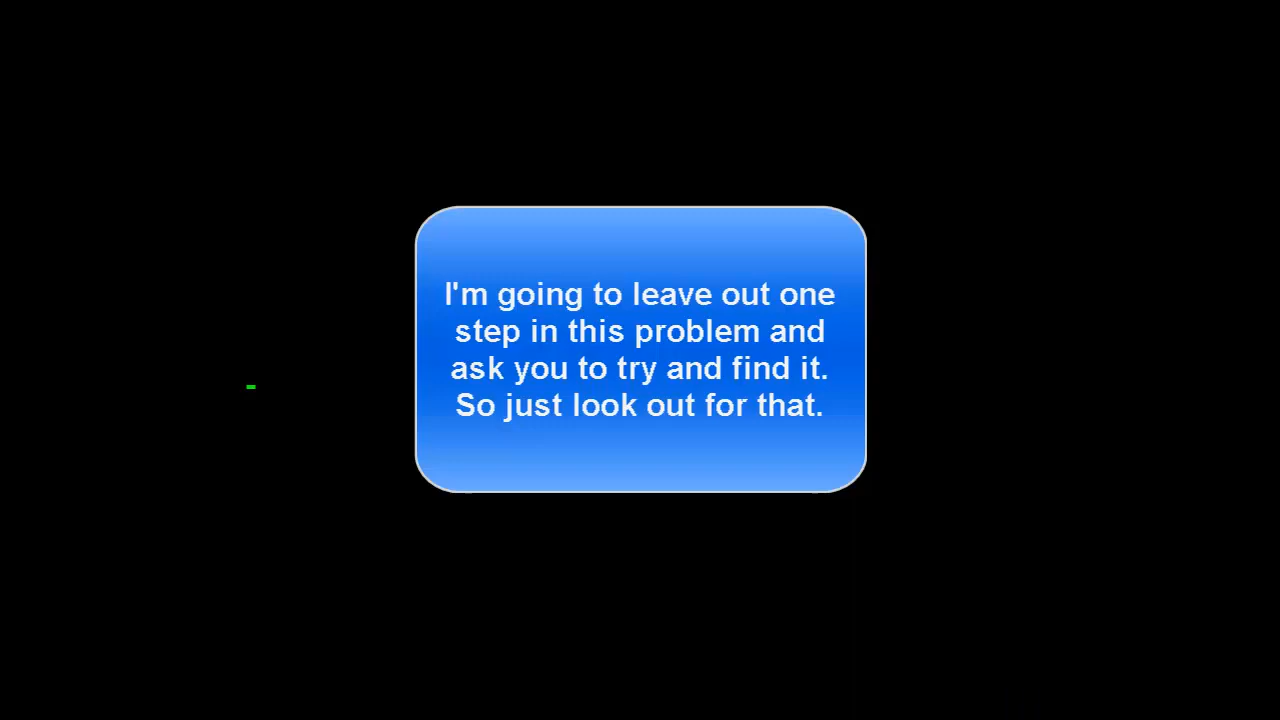 I'm going to leave out one
step in this problem and
ask you to try and find it.
So just look out for that.